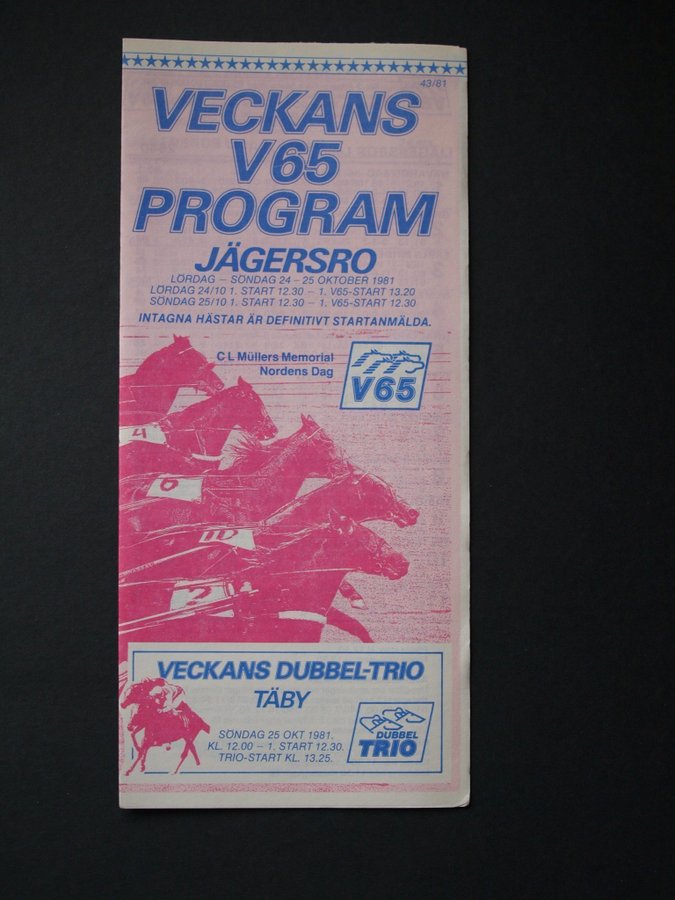 43/81
VECKANS
V65
PROGRAM
JÄGERSRO
LÖRDAG – SÖNDAG 24 – 25 OKTOBER 1981
LÖRDAG 24/10 1. START 12.30 – 1. V65-START 13.20
SÖNDAG 25/10 1. START 12.30 – 1. V65-START 12.30
INTAGNA HÄSTAR ÄR DEFINITIVT STARTANMÄLDA.
C L Müllers Memorial
Nordens Dag
V65
4
6
10
2
VECKANS DUBBEL-TRIO
TÄBY
SÖNDAG 25 OKT 1981.
KL. 12.00 – 1. START 12.30.
TRIO-START KL. 13.25.
DUBBEL
TRIO